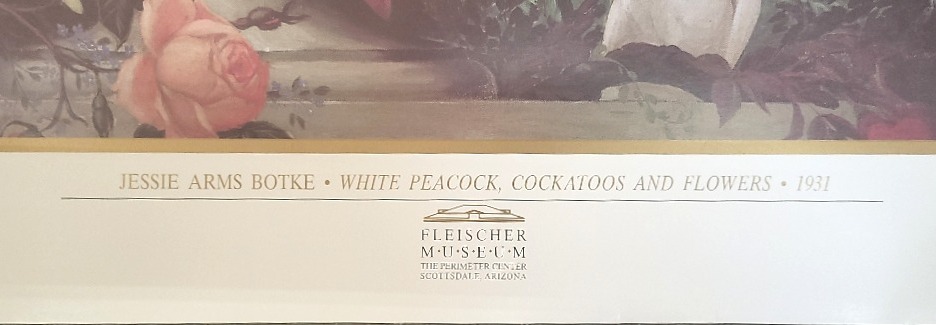 JESSIE ARMS BOTKE • WHITE PEACOCK, COCKATOOS AND FLOWERS • 1931
FLEISCHER
M•U•S•E•U•M
THE PERIMETER CENTER
SCOTTSDALE, ARIZONA